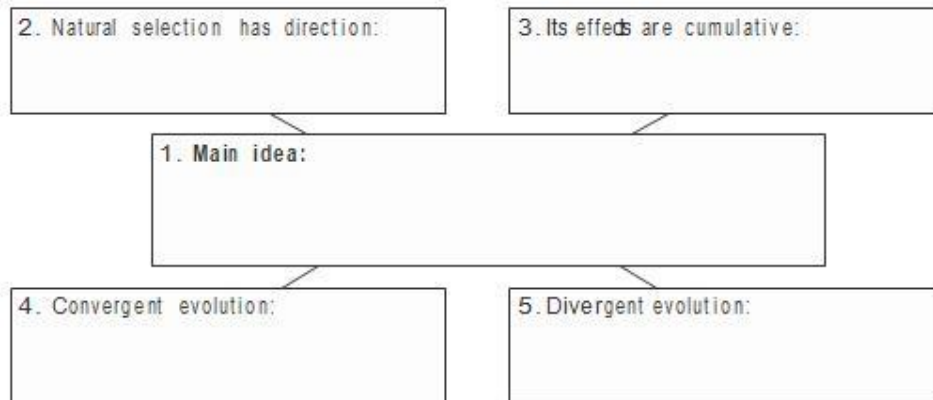 2. Natural selection has direction:
3. Its effects are cumulative:
1. Main idea:
4. Convergent evolution:
5. Divergent evolution: